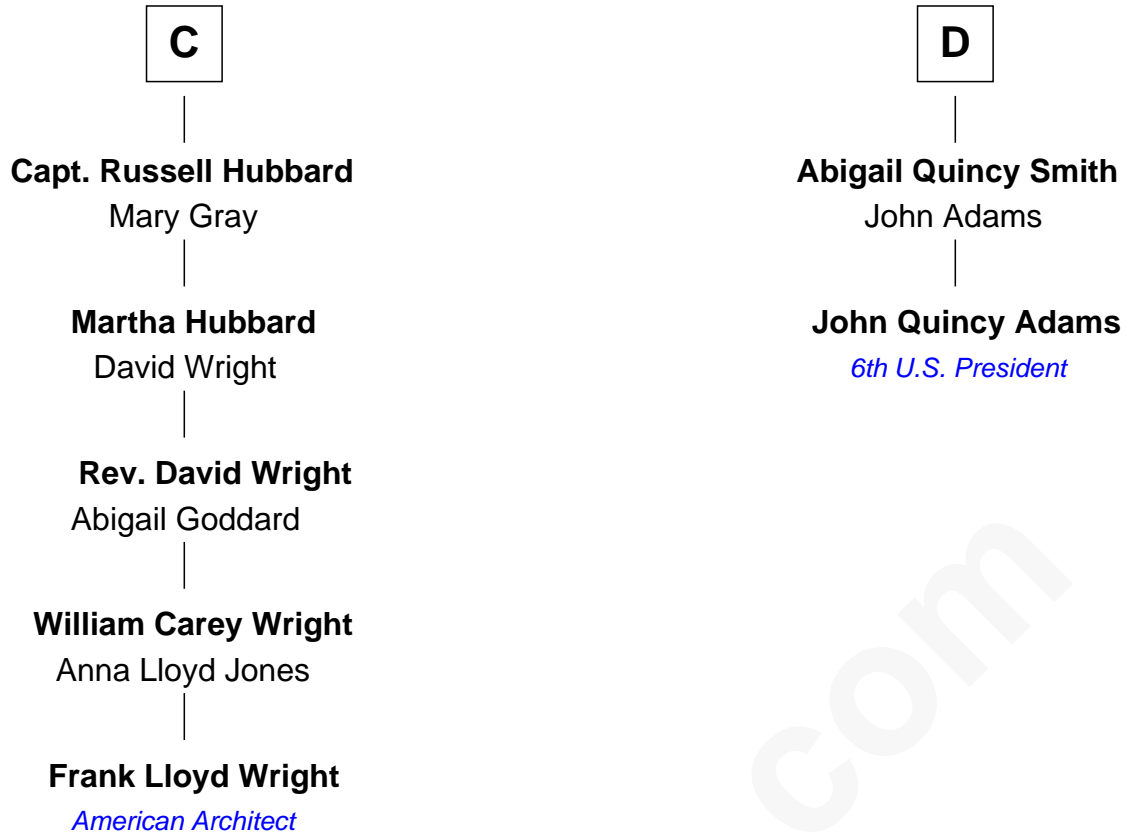 C
Capt. Russell Hubbard
Mary Gray
Martha Hubbard
David Wright
Rev. David Wright
Abigail Goddard
William Carey Wright
Anna Lloyd Jones
Frank Lloyd Wright
American Architect
D
Abigail Quincy Smith
John Adams
John Quincy Adams
6th U.S. President
com